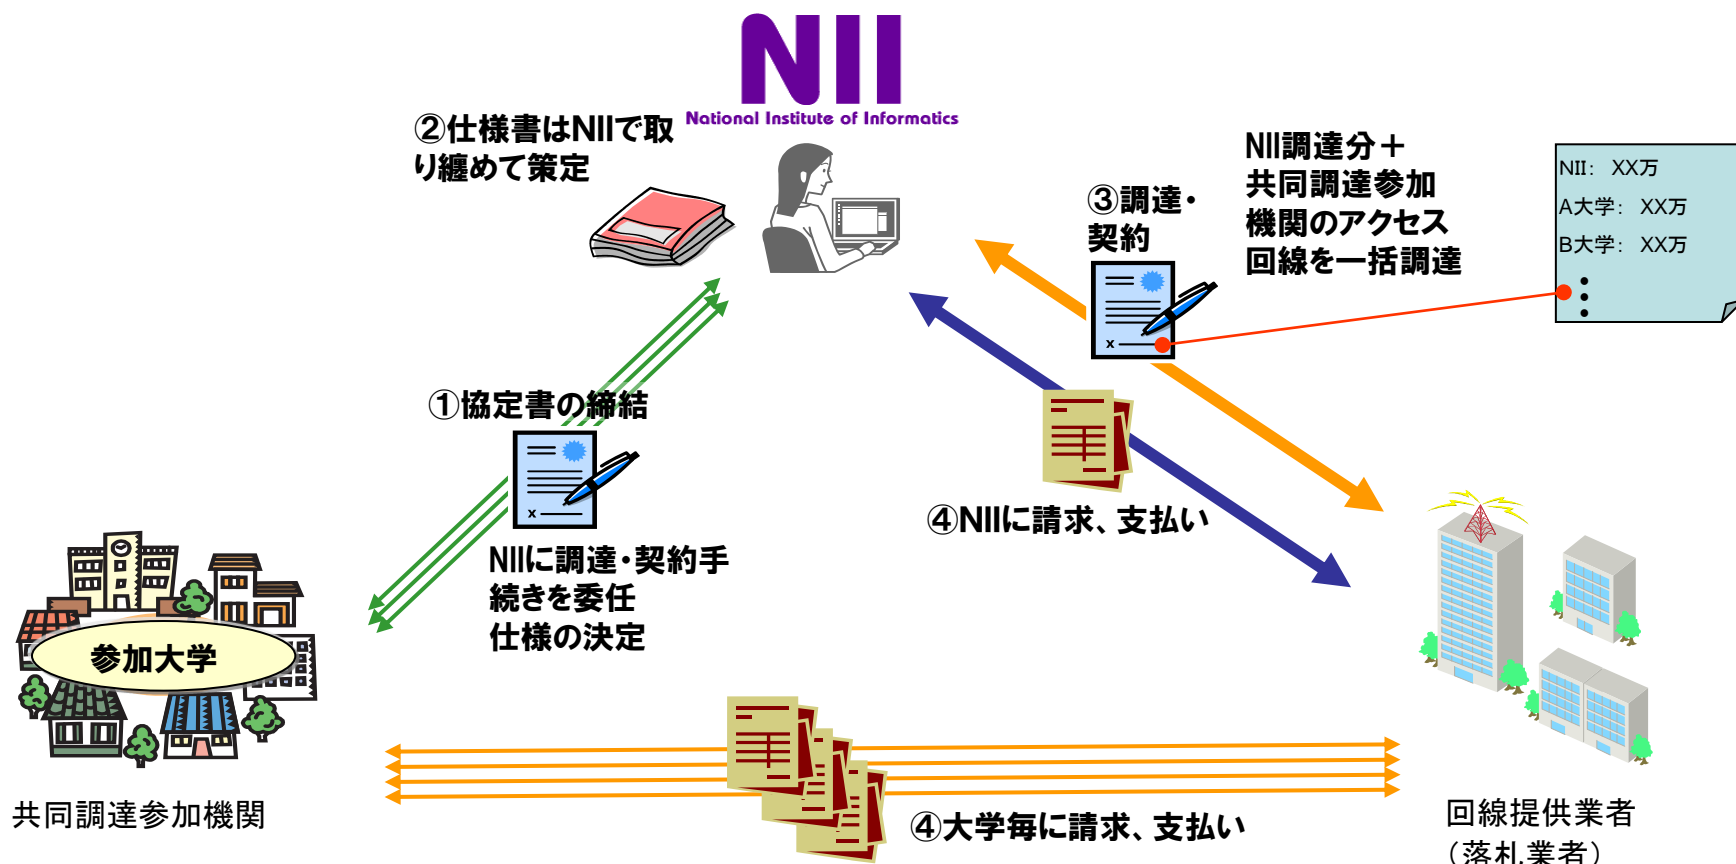 NII
National Institute of Informatics
②仕様書はNIIで取
り纏めて策定
NII調達分＋
共同調達参加
機関のアクセス
回線を一括調達
③調達・
契約
NII： XX万
A大学： XX万
B大学： XX万
①協定書の締結
x
x
NIIに調達・契約手
続きを委任
仕様の決定
④NIIに請求、支払い
参加大学
共同調達参加機関
④大学毎に請求、支払い
回線提供業者
（落札業者）